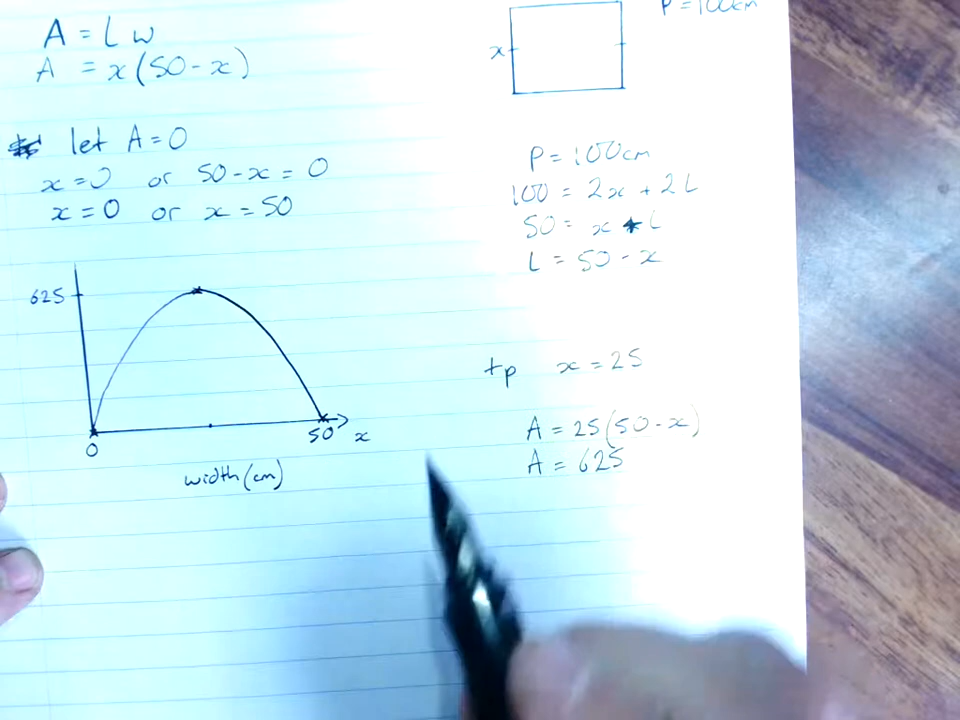 A = L w
A = x(50 - x)
let A = 0
x = 0 or 50 - x = 0
x = 0 or x = 50
625
0
50
x
width (cm)
x
P = 100cm
P = 100cm
100 = 2x + 2L
50 = x + L
L = 50 - x
tp x = 25
A = 25(50 - x)
A = 625